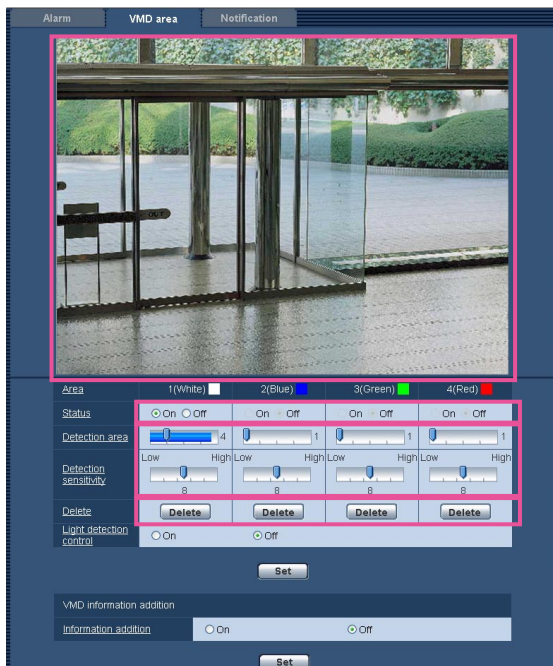 Alarm VMD area Notification
OUT
Area 1(White) 2(Blue) 3(Green) 4(Red)
Status On Off On Off On Off On Off
Detection area 4 1 1 1
Detection sensitivity Low High Low High Low High Low High
8 8 8 8
Delete Delete Delete Delete Delete
Light detection control On Off
Set
VMD information addition
Information addition On Off
Set